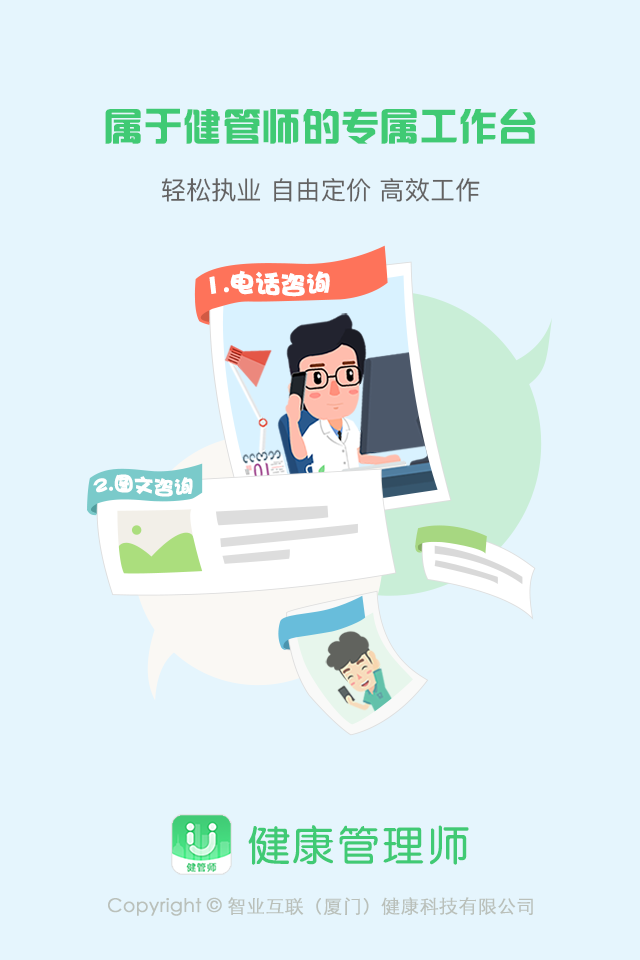 属于健管师的专属工作台
轻松执业 自由定价 高效工作
1.电话咨询
01
2.图文咨询
健管师
健康管理师
Copyright © 智业互联（厦门）健康科技有限公司